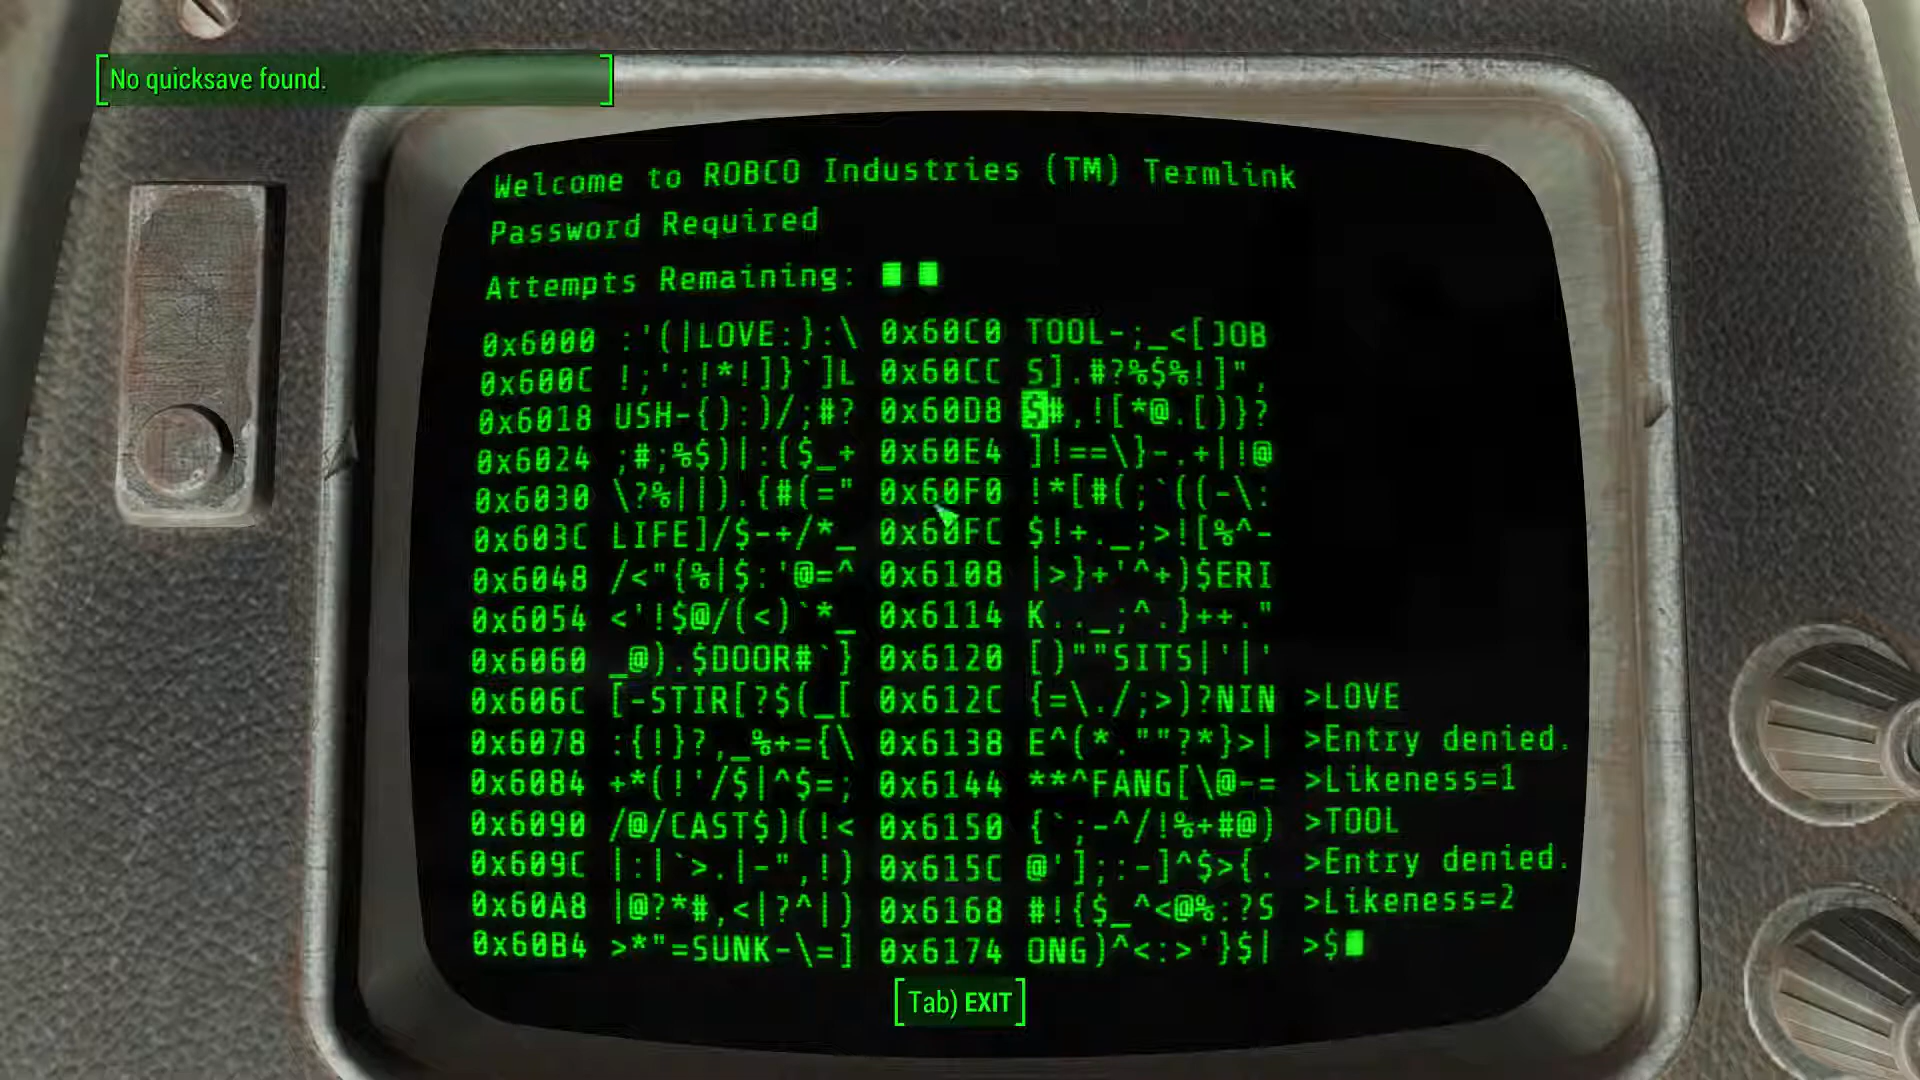 No quicksave found.
Welcome to ROBCO Industries (TM) Termlink
Password Required
Attempts Remaining:
0x6000 :'(|LOVE:}:\
0x600C !;':!*!]}`]L
0x6018 USH-{):)/;#?
0x6024 ;#;%$)|:($_+
0x6030 \?%||).{#(="
0x603C LIFE]/$-+/*_
0x6048 /<"{%|$:'@=^
0x6054 <'!$@/(<)`*_
0x6060 _@).$DOOR#`}
0x606C [-STIR[?$(_[
0x6078 :{!}?,_%+={\
0x6084 +*(!'/$|^$=;
0x6090 /@/CAST$)(!<
0x609C |:|`>.|-",!)
0x60A8 |@?*#,<|?^|)
0x60B4 >*"=SUNK-\=]
0x60C0 TOOL-;_<[JOB
0x60CC S].#?%$%!]",
0x60D8 $#,![*@.[)}?
0x60E4 ]!==\}-.+|!@
0x60F0 !*[#(;`((-\:
0x60FC $!+._;>![%^-
0x6108 |>}+'^+)$ERI
0x6114 K.._;^.}++."
0x6120 [)""SITS|'|'
0x612C {=\./;>)?NIN
0x6138 E^(*.""?*}>|
0x6144 **^FANG[\@-=
0x6150 {`;-^/!%+#@)
0x615C @'];:-]^$>{.
0x6168 #!{$_^<@%:?S
0x6174 ONG)^<:>'}$|
>LOVE
>Entry denied.
>Likeness=1
>TOOL
>Entry denied.
>Likeness=2
>$
Tab) EXIT